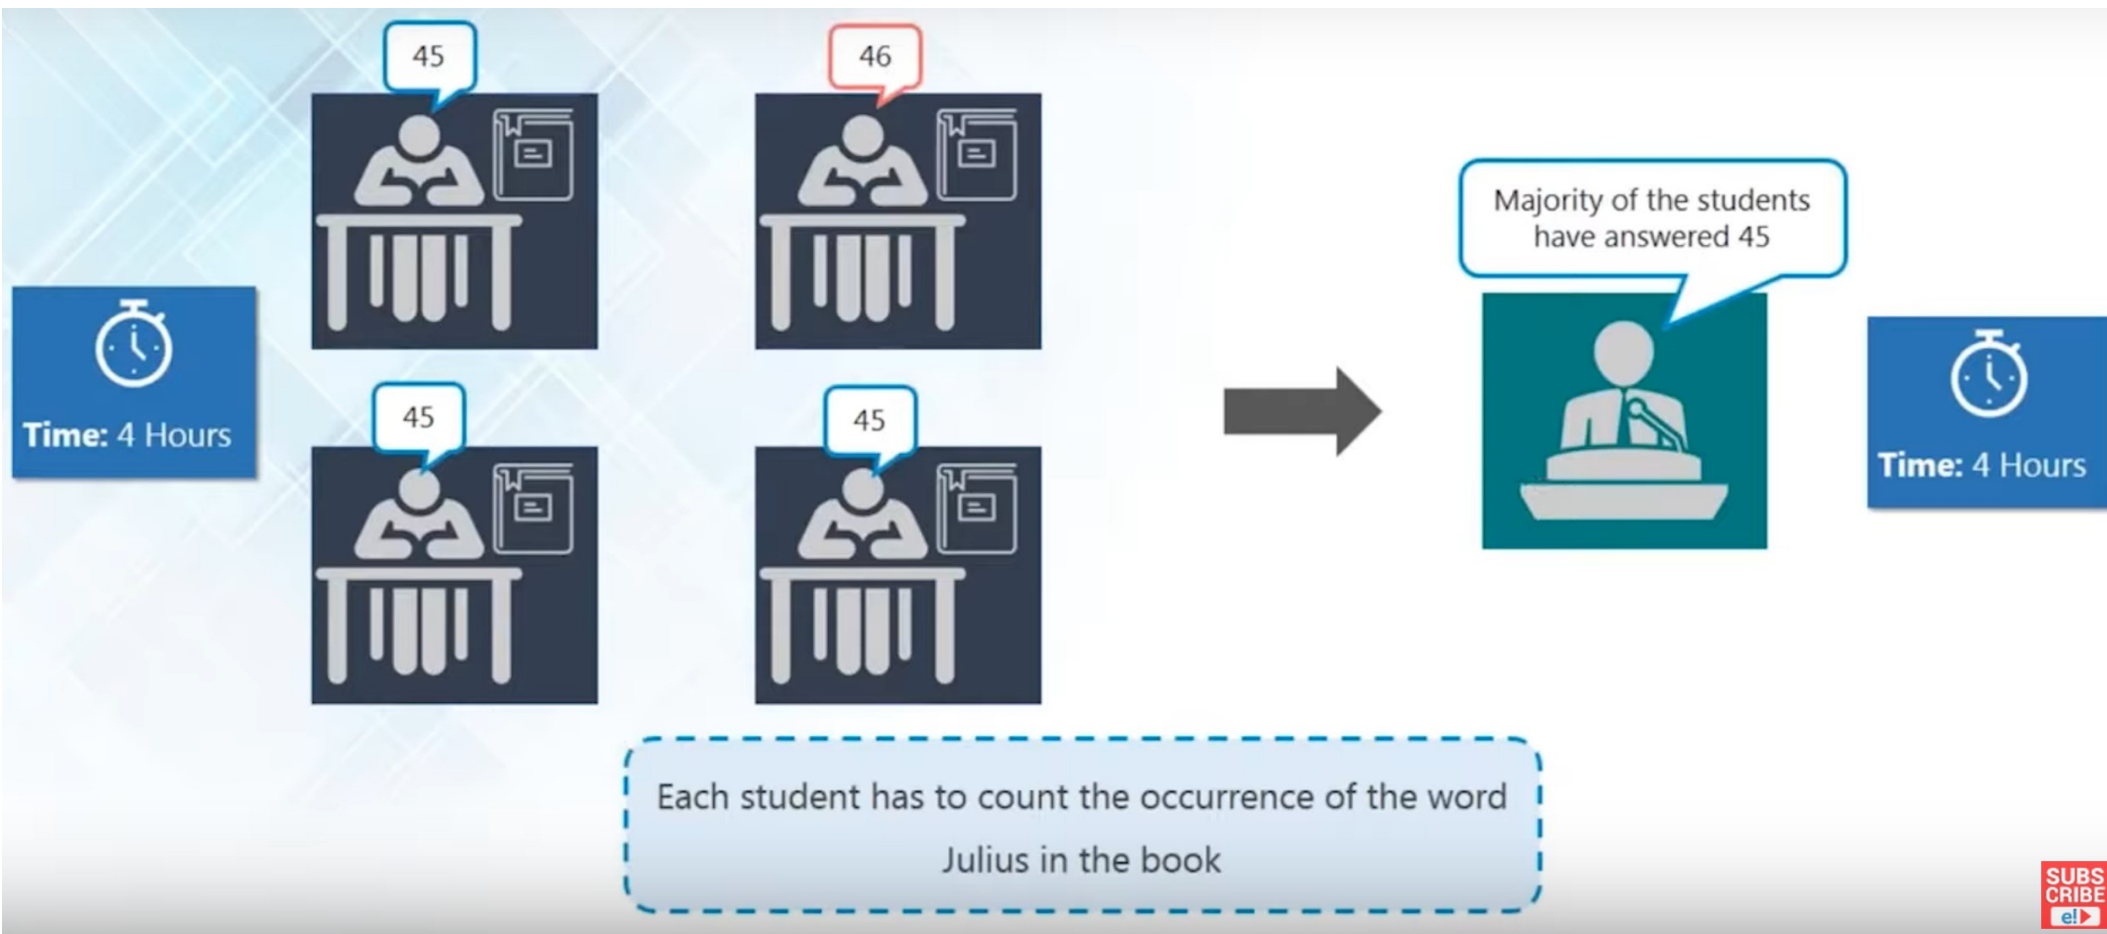 45
46
Majority of the students
have answered 45
Time: 4 Hours
45
45
Time: 4 Hours
Each student has to count the occurrence of the word
Julius in the book
SUBS
CRIBE
e!